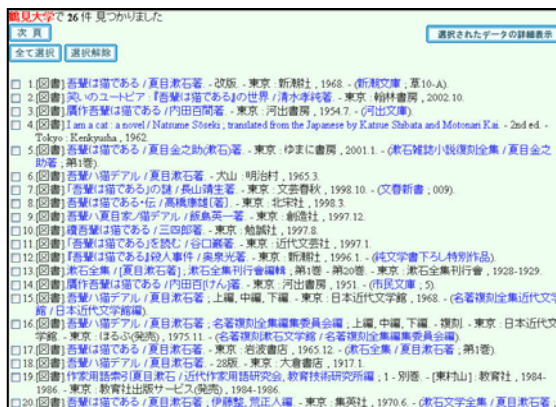 鶴見大学で 26 件 見つかりました
次 頁
選択されたデータの詳細表示
全て選択 選択解除
1.[図書] 吾輩は猫である / 夏目漱石著. - 改版. - 東京 : 新潮社 , 1968. - (新潮文庫 ; 草10-A).
2.[図書] 笑いのユートピア : 『吾輩は猫である』の世界 / 清水孝純著. - 東京 : 翰林書房 , 2002.10.
3.[図書] 贋作吾輩は猫である / 内田百間著. - 東京 : 河出書房 , 1954.7. - (河出文庫).
4.[図書] I am a cat : a novel / Natsume Sōseki ; translated from the Japanese by Katsue Shibata and Motonari Kai. - 2nd ed. -
Tokyo : Kenkyusha , 1962.
5.[図書] 吾輩は猫である / 夏目金之助(漱石)著. - 東京 : ゆまに書房 , 2001.1. - (漱石雑誌小説復刻全集 / 夏目金之
助著 ; 第1巻).
6.[図書] 吾輩ハ猫デアル / 夏目漱石著. - 犬山 : 明治村 , 1965.3.
7.[図書] 「吾輩は猫である」の謎 / 長山靖生著. - 東京 : 文芸春秋 , 1998.10. - (文春新書 ; 009).
8.[図書] 吾輩は猫である・伝 / 高橋康雄[著]. - 東京 : 北宋社 , 1998.3.
9.[図書] 吾輩ハ夏目家ノ猫デアル / 飯島英一著. - 東京 : 創造社 , 1997.12.
10.[図書] 續吾輩は猫である / 三四郎著. - 東京 : 勉誠社 , 1997.8.
11.[図書] 『吾輩は猫である』を読む / 谷口巖著. - 東京 : 近代文芸社 , 1997.1.
12.[図書] 『吾輩は猫である』殺人事件 / 奥泉光著. - 東京 : 新潮社 , 1996.1. - (純文学書下ろし特別作品).
13.[図書] 漱石全集 / [夏目漱石著] ; 漱石全集刊行會編輯 ; 第1巻 - 第20巻. - 東京 : 漱石全集刊行會 , 1928-1929.
14.[図書] 贋作吾輩は猫である / 内田百[けん]著. - 東京 : 河出書房 , 1951. - (市民文庫 ; 5).
15.[図書] 吾輩ハ猫デアル / 夏目漱石著 ; 上編, 中編, 下編. - 東京 : 日本近代文学館 , 1968. - (名著複刻全集近代文学
館 / 日本近代文学館編).
16.[図書] 吾輩ハ猫デアル / 夏目漱石著 ; 名著複刻全集編集委員会編 ; 上編, 中編, 下編. - 複刻. - 東京 : 日本近代文
学館. - 東京 : ほるぷ(発売) , 1975.11. - (名著複刻漱石文学館 / 名著複刻全集編集委員会編).
17.[図書] 吾輩は猫である / 夏目漱石著. - 東京 : 岩波書店 , 1965.12. - (漱石全集 / 夏目漱石著 ; 第1巻).
18.[図書] 吾輩ハ猫デアル / 夏目漱石著. - 28版. - 東京 : 大倉書店 , 1917.1.
19.[図書] 作家用語索引夏目漱石 / 近代作家用語研究会, 教育技術研究所編 ; 1 - 別巻. - [東村山] : 教育社 , 1984-
1986. - 東京 : 教育社出版サービス(発売) , 1984-1986.
20.[図書] 吾輩は猫である / 夏目漱石著 ; 伊藤整, 荒正人編. - 東京 : 集英社 , 1970.6. - (漱石文学全集 / 夏目漱石著